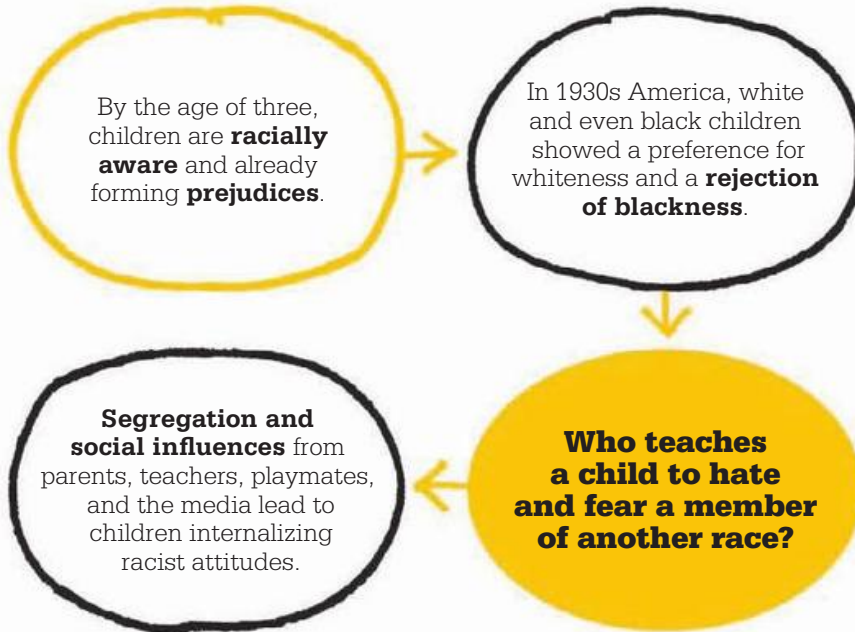 By the age of three,
children are racially
aware and already
forming prejudices.
In 1930s America, white
and even black children
showed a preference for
whiteness and a rejection
of blackness.
Who teaches
a child to hate
and fear a member
of another race?
Segregation and
social influences from
parents, teachers, playmates,
and the media lead to
children internalizing
racist attitudes.